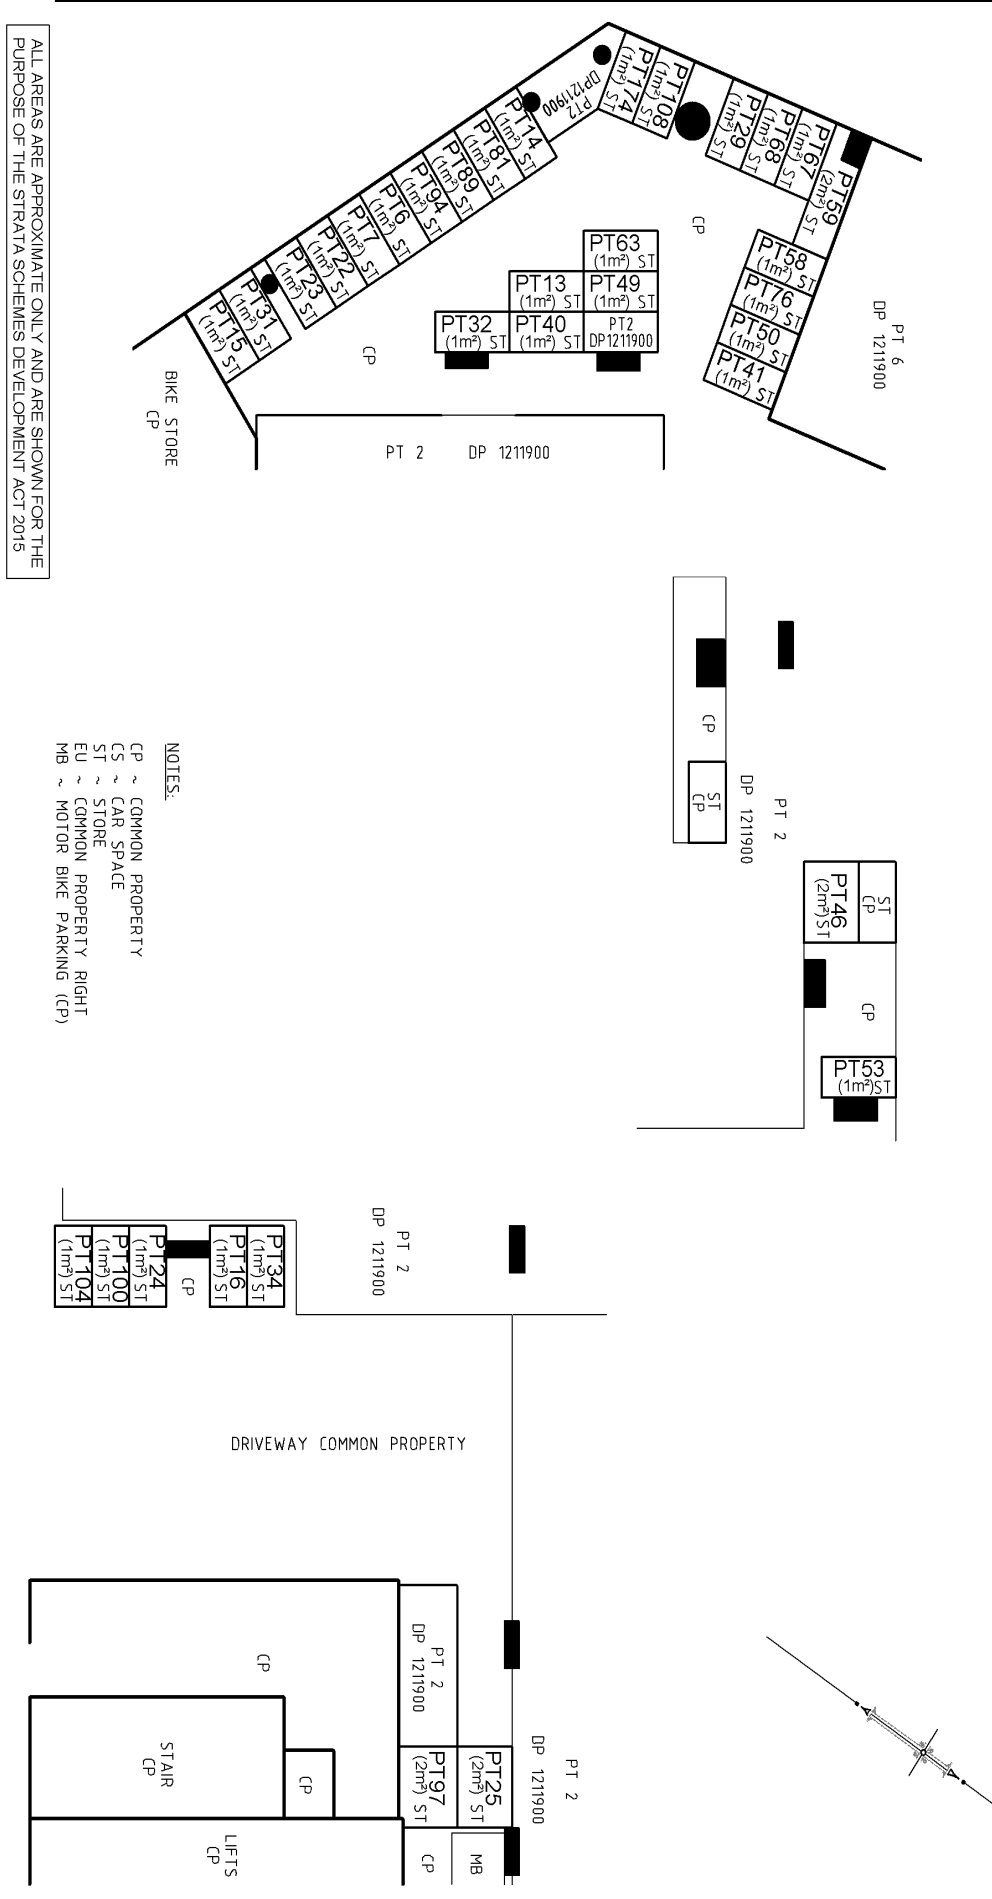 ALL AREAS ARE APPROXIMATE ONLY AND ARE SHOWN FOR THE
PURPOSE OF THE STRATA SCHEMES DEVELOPMENT ACT 2015
PT174
(1m²) ST
PT108
(1m²) ST
PT2
DP1211900
PT29
(1m²) ST
PT68
(1m²) ST
PT67
(1m²) ST
PT59
(2m²) ST
PT14
(1m²) ST
PT81
(1m²) ST
PT89
(1m²) ST
PT94
(1m²) ST
PT6
(1m²) ST
PT7
(1m²) ST
PT22
(1m²) ST
PT23
(1m²) ST
PT31
(1m²) ST
PT15
(1m²) ST
CP
PT63
(1m²) ST
PT13
(1m²) ST
PT49
(1m²) ST
PT32
(1m²) ST
PT40
(1m²) ST
PT2
DP1211900
PT58
(1m²) ST
PT76
(1m²) ST
PT50
(1m²) ST
PT41
(1m²) ST
PT 6
DP 1211900
CP
BIKE STORE
CP
PT 2 DP 1211900
CP
ST
CP
PT 2
DP 1211900
ST
CP
PT46
(2m²)ST
CP
PT53
(1m²)ST
NOTES:
CP ~ COMMON PROPERTY
CS ~ CAR SPACE
ST ~ STORE
EU ~ COMMON PROPERTY RIGHT
MB ~ MOTOR BIKE PARKING (CP)
PT 2
DP 1211900
PT34
(1m²) ST
PT16
(1m²) ST
CP
PT24
(1m²) ST
PT100
(1m²) ST
PT104
(1m²) ST
DRIVEWAY COMMON PROPERTY
CP
PT 2
DP 1211900
STAIR
CP
CP
PT25
(2m²) ST
PT97
(2m²) ST
PT 2
DP 1211900
LIFTS
CP
CP
MB